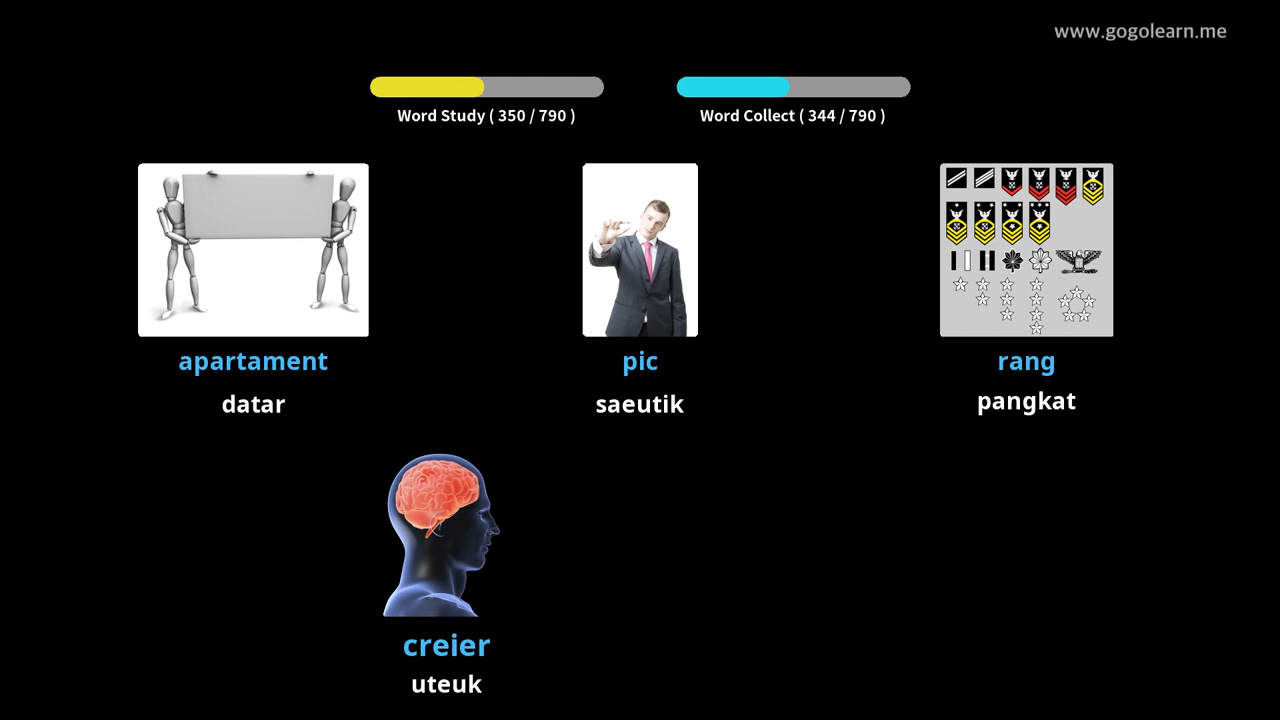 www.gogolearn.me
Word Study ( 350 / 790 )
Word Collect ( 344 / 790 )
apartament
pic
rang
datar
saeutik
pangkat
creier
uteuk